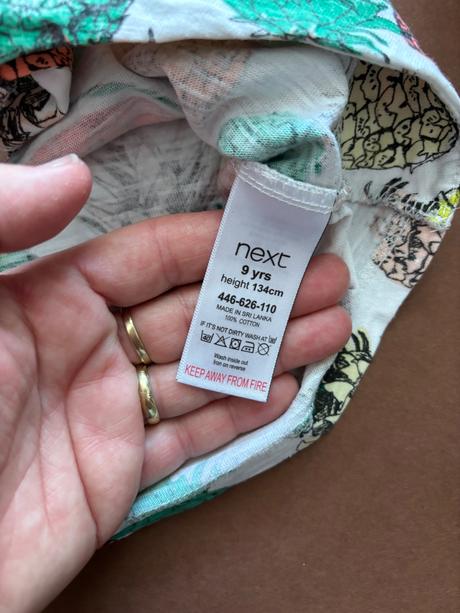 next
9 yrs
height 134cm
446-626-110
MADE IN SRI LANKA
100% COTTON
IF IT'S NOT DIRTY WASH AT
Wash inside out
Iron on reverse
KEEP AWAY FROM FIRE